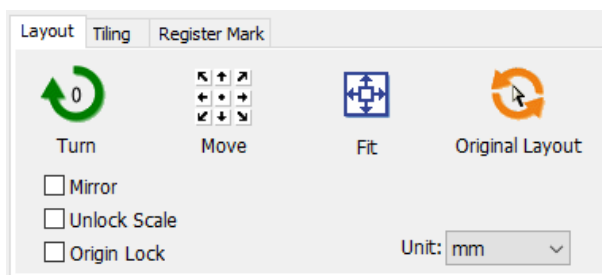 Layout Tiling Register Mark
0
Turn Move Fit Original Layout
Mirror
Unlock Scale
Origin Lock
Unit: mm